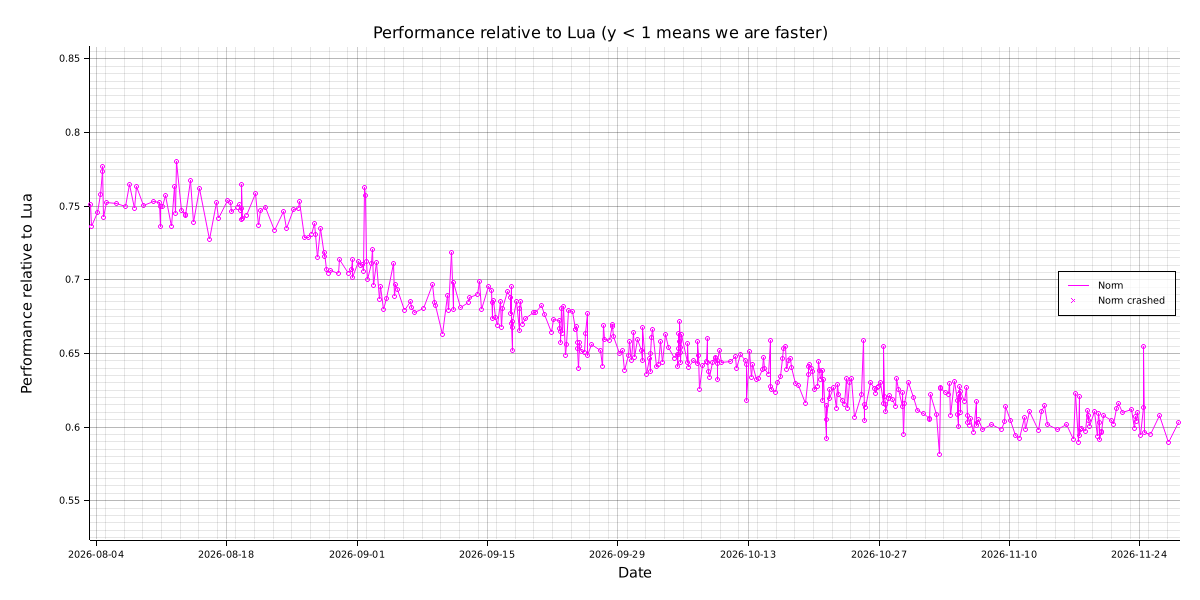 Performance relative to Lua (y < 1 means we are faster)
0.85
0.8
0.75
0.7
0.65
0.6
0.55
Performance relative to Lua
Norm
Norm crashed
2026-08-04 2026-08-18 2026-09-01 2026-09-15 2026-09-29 2026-10-13 2026-10-27 2026-11-10 2026-11-24
Date